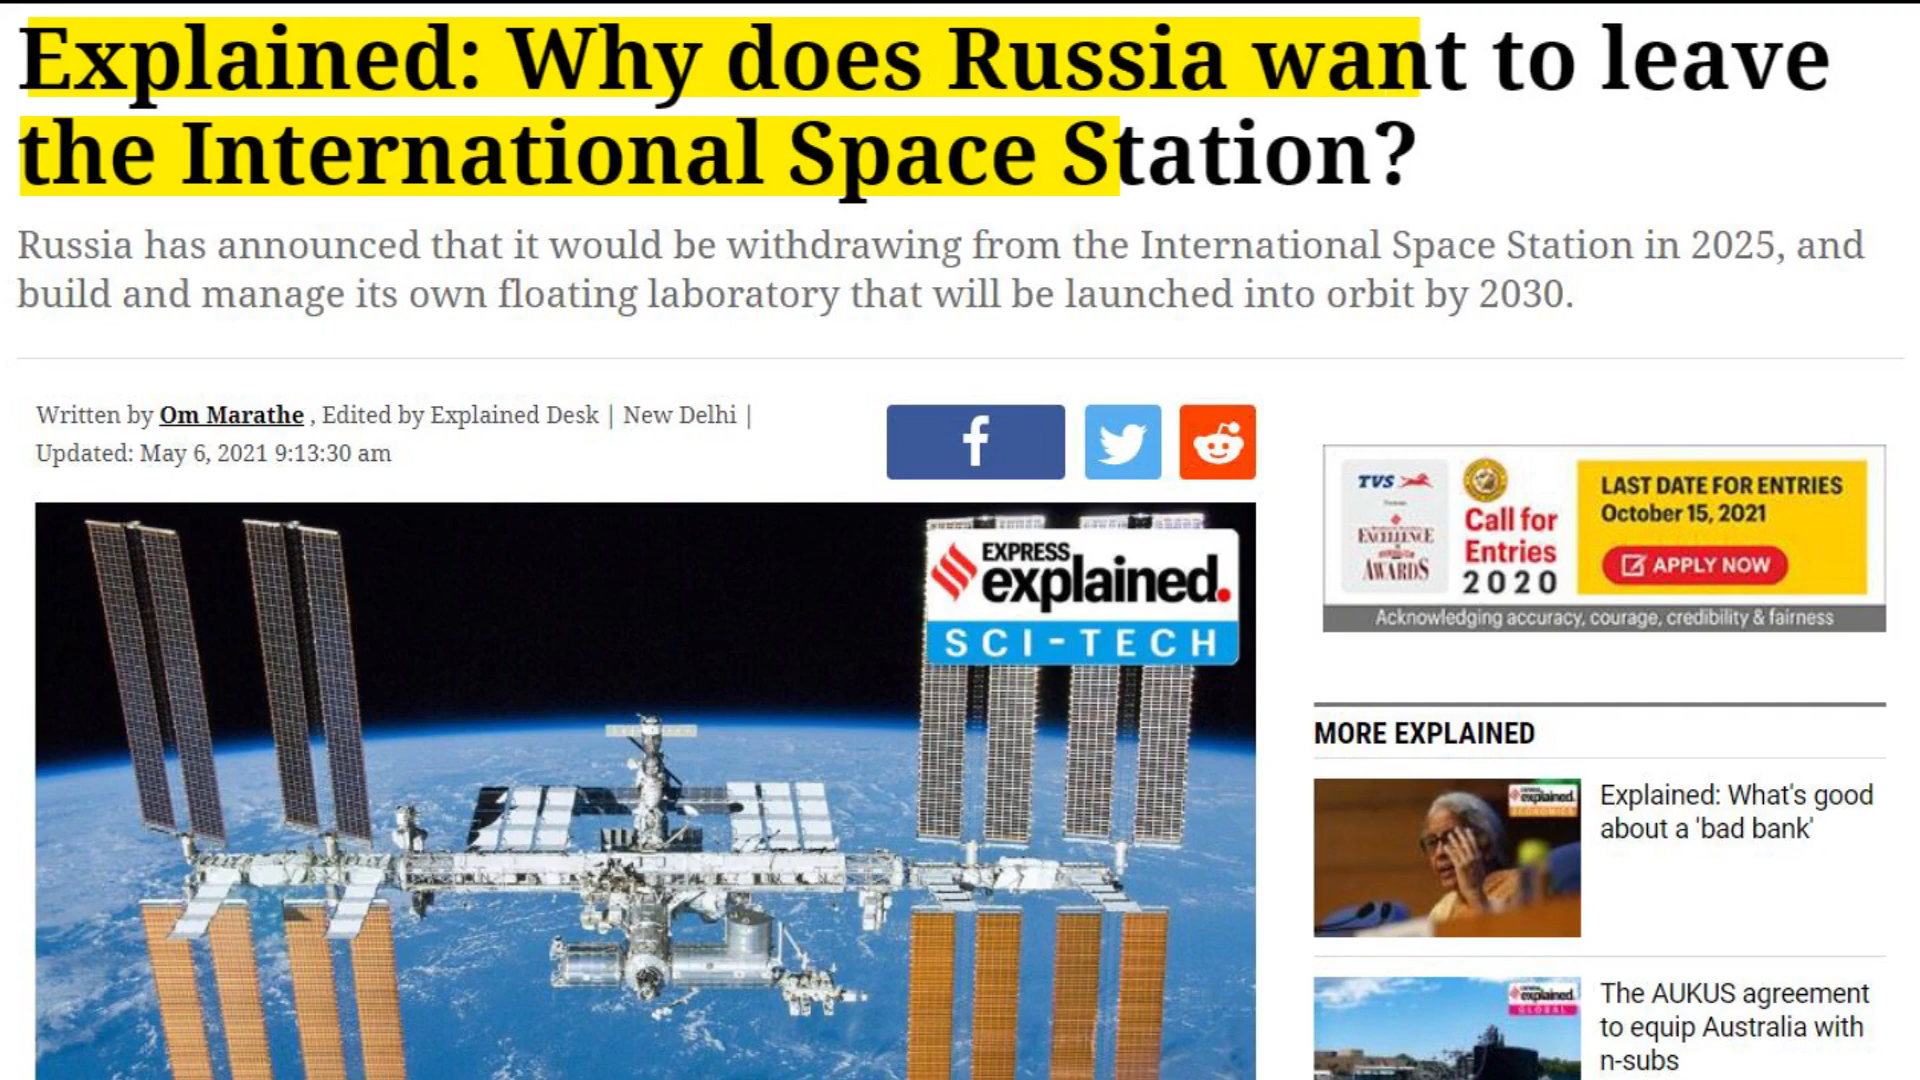 Explained: Why does Russia want to leave
the International Space Station?
Russia has announced that it would be withdrawing from the International Space Station in 2025, and
build and manage its own floating laboratory that will be launched into orbit by 2030.
Written by Om Marathe , Edited by Explained Desk | New Delhi |
Updated: May 6, 2021 9:13:30 am
f
EXPRESS
explained.
SCI-TECH
TVS
EXCELLENCE
AWARDS
Call for
Entries
2020
LAST DATE FOR ENTRIES
October 15, 2021
APPLY NOW
Acknowledging accuracy, courage, credibility & fairness
MORE EXPLAINED
explained.
ECONOMICS
Explained: What's good
about a 'bad bank'
explained.
GLOBAL
The AUKUS agreement
to equip Australia with
n-subs